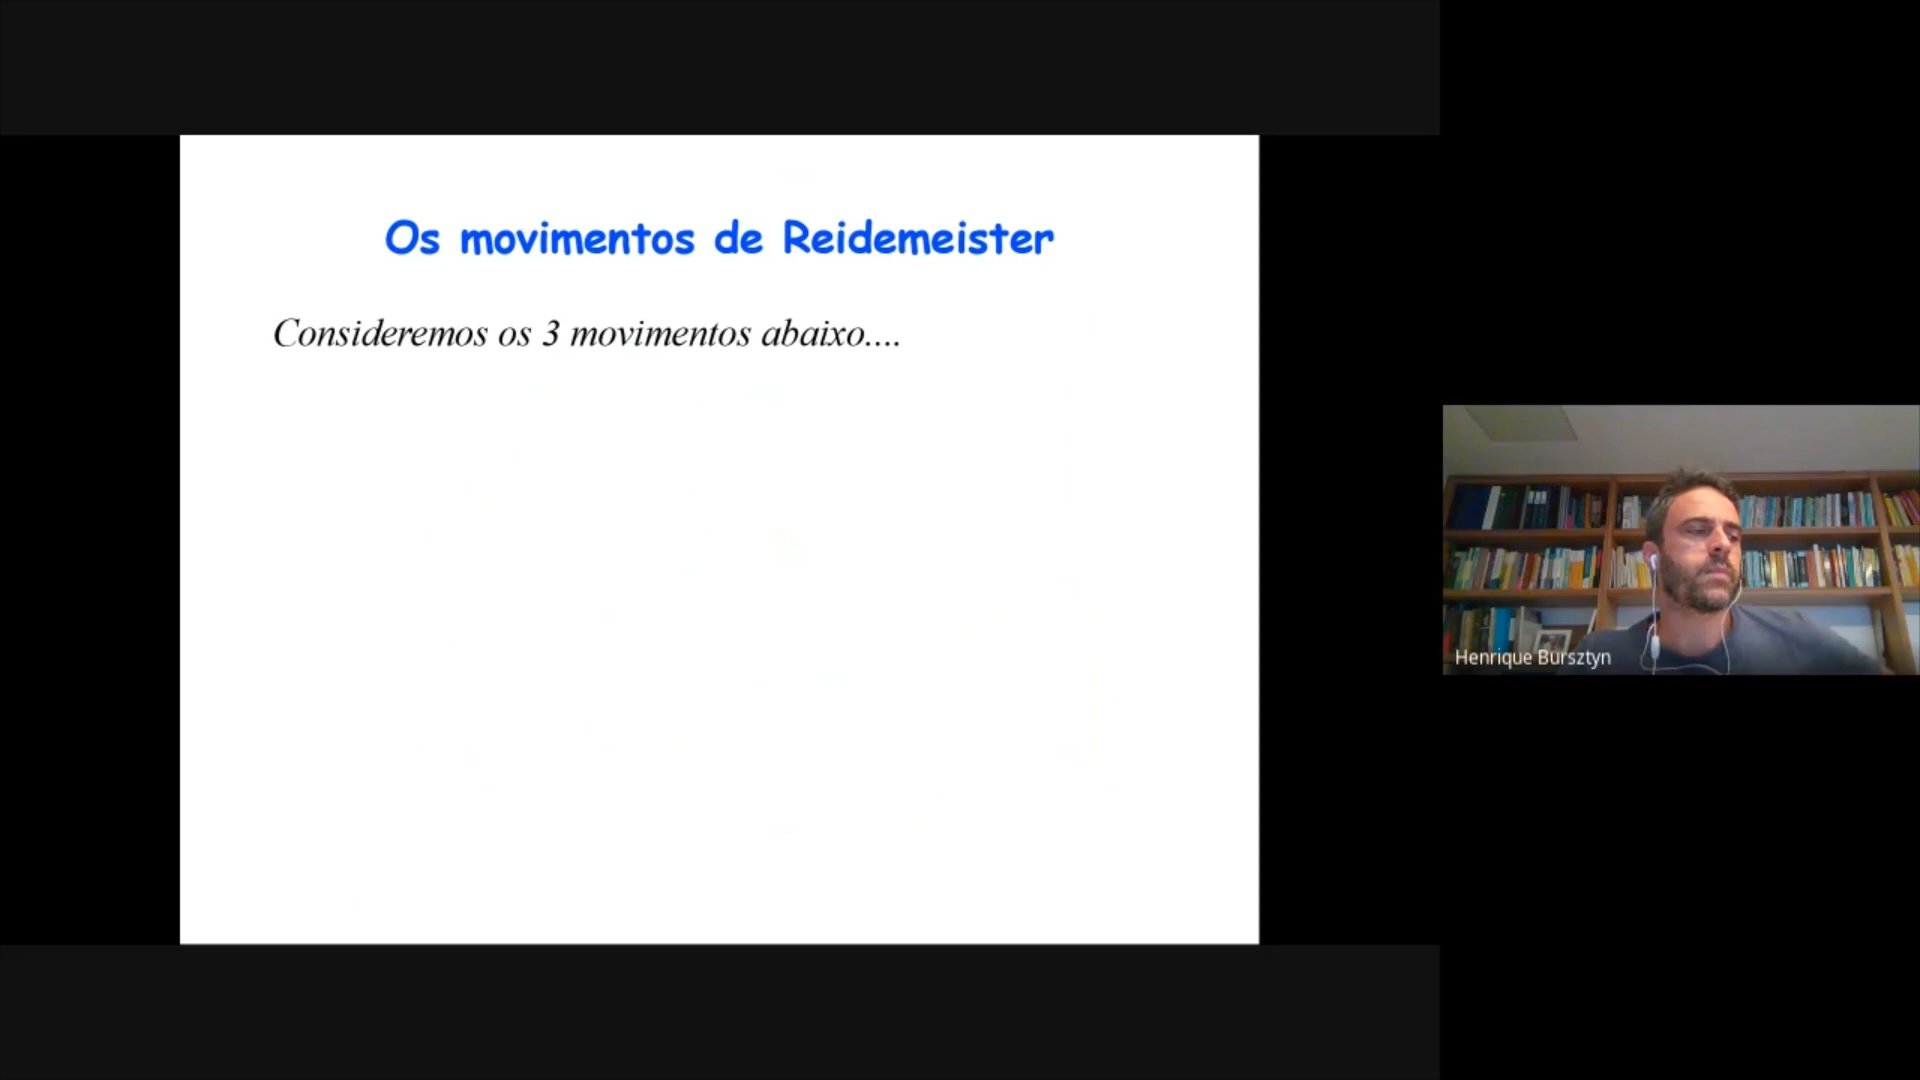 Os movimentos de Reidemeister
Consideremos os 3 movimentos abaixo....
Henrique Bursztyn